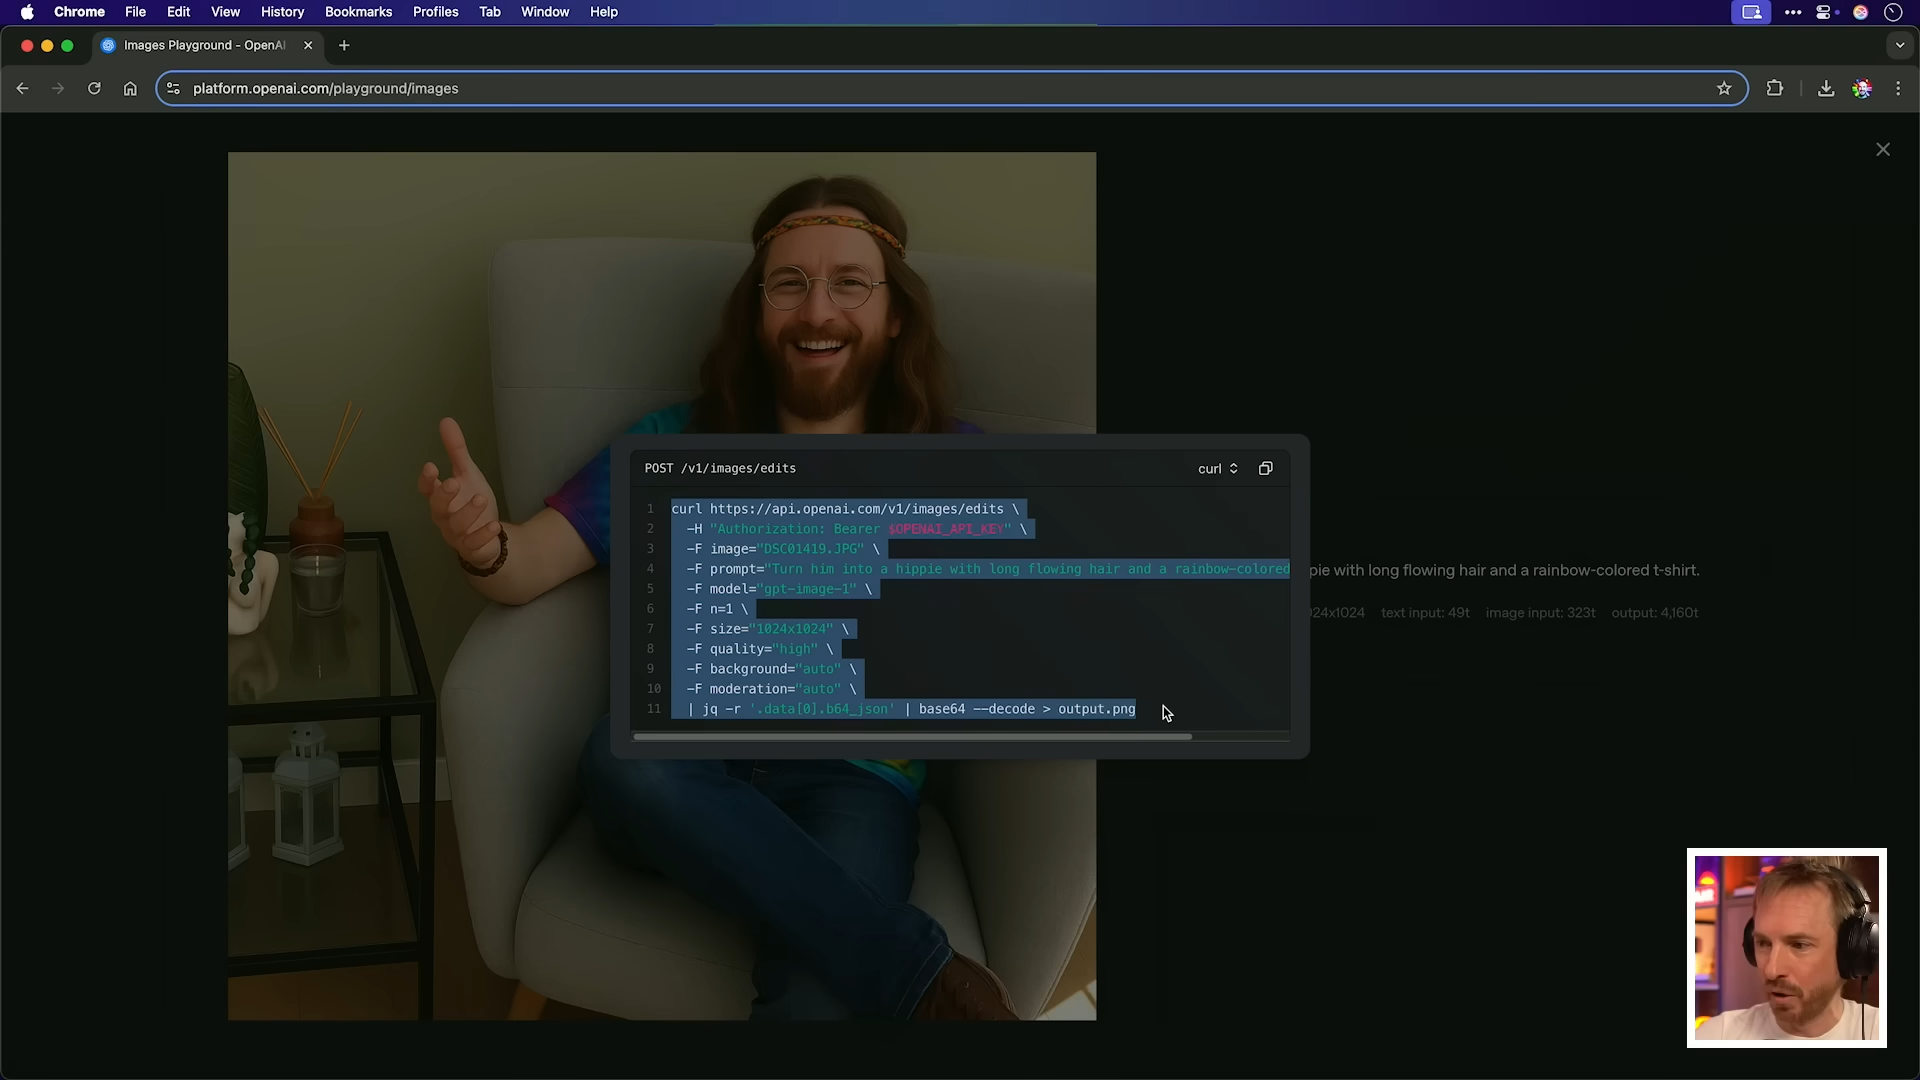 Chrome File Edit View History Bookmarks Profiles Tab Window Help
Images Playground - OpenAI
platform.openai.com/playground/images
POST /v1/images/edits
curl
1 curl https://api.openai.com/v1/images/edits \
2 -H "Authorization: Bearer $OPENAI_API_KEY" \
3 -F image="DSC01419.JPG" \
4 -F prompt="Turn him into a hippie with long flowing hair and a rainbow-colored
5 -F model="gpt-image-1" \
6 -F n=1 \
7 -F size="1024x1024" \
8 -F quality="high" \
9 -F background="auto" \
10 -F moderation="auto" \
11 | jq -r '.data[0].b64_json' | base64 --decode > output.png
pie with long flowing hair and a rainbow-colored t-shirt.
24x1024 text input: 49t image input: 323t output: 4,160t